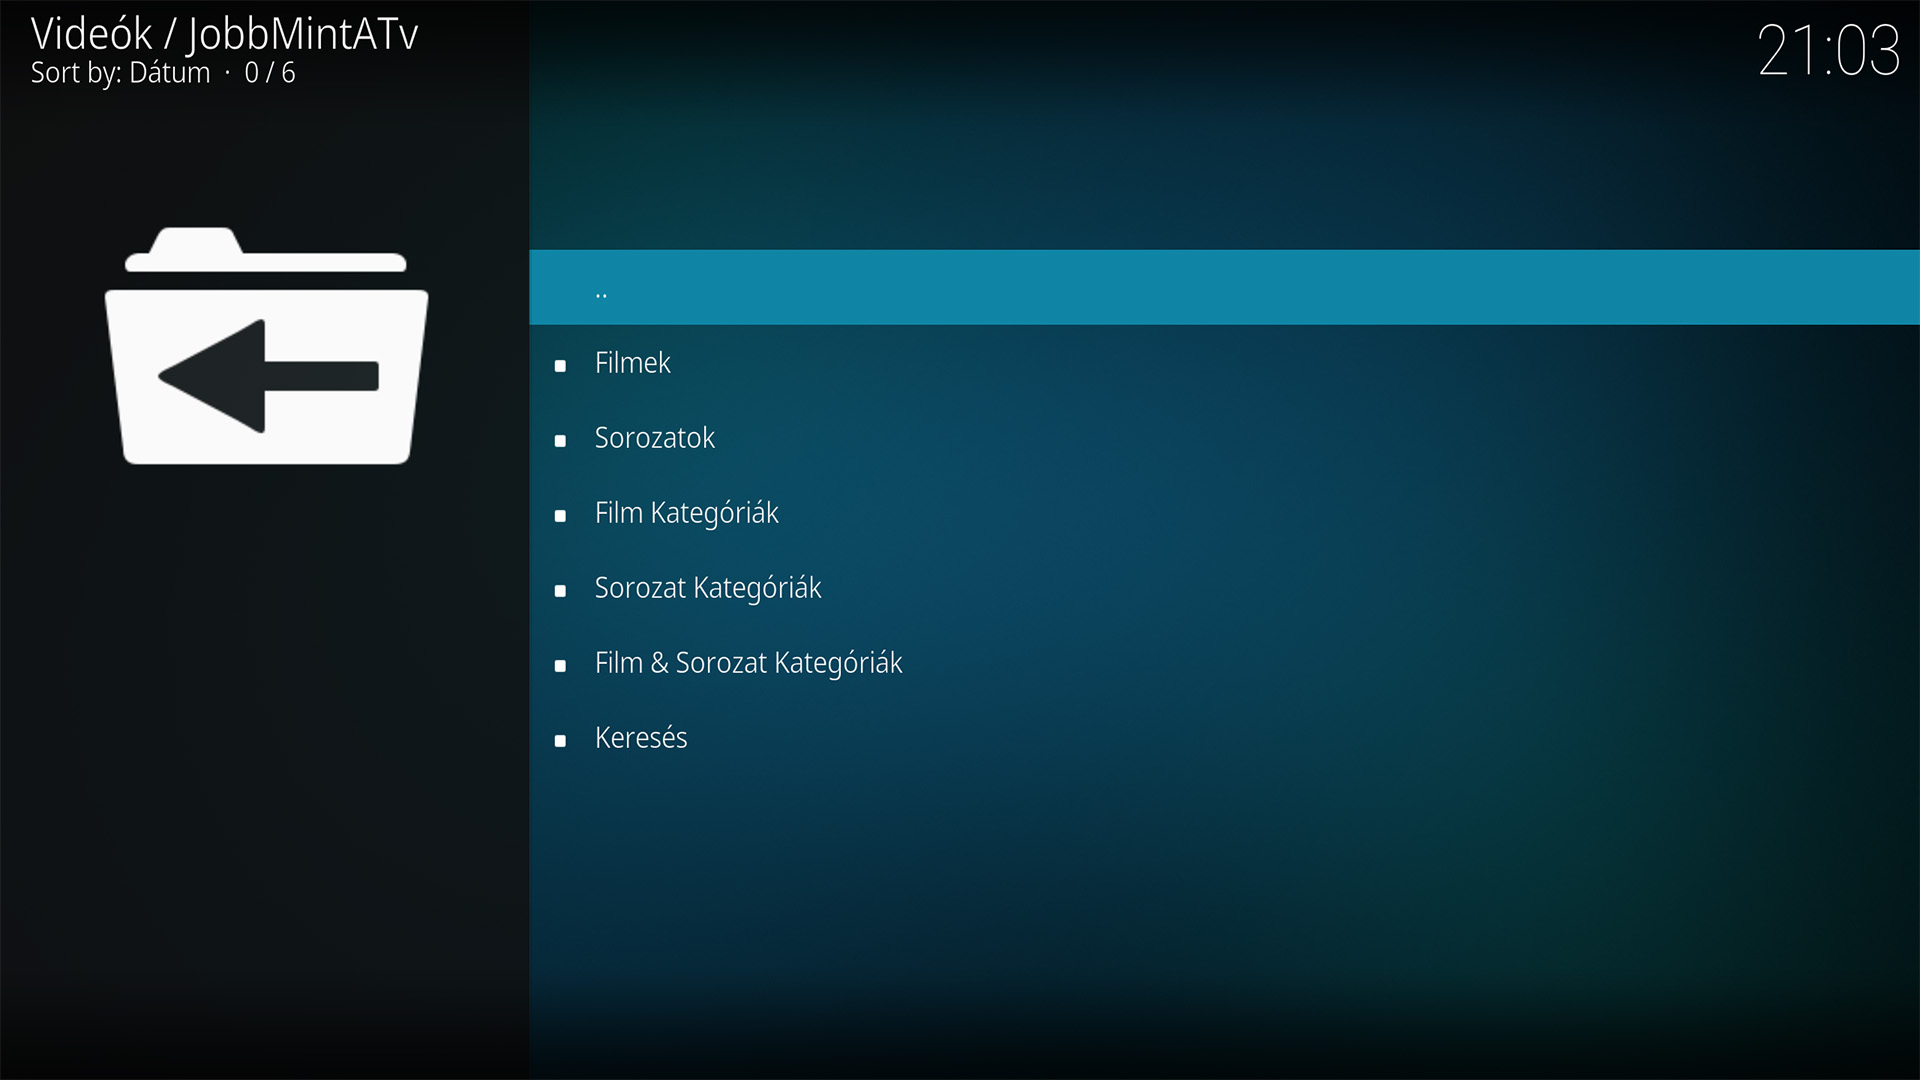 Videók / JobbMintATv
Sort by: Dátum · 0 / 6
21:03
..
Filmek
Sorozatok
Film Kategóriák
Sorozat Kategóriák
Film & Sorozat Kategóriák
Keresés